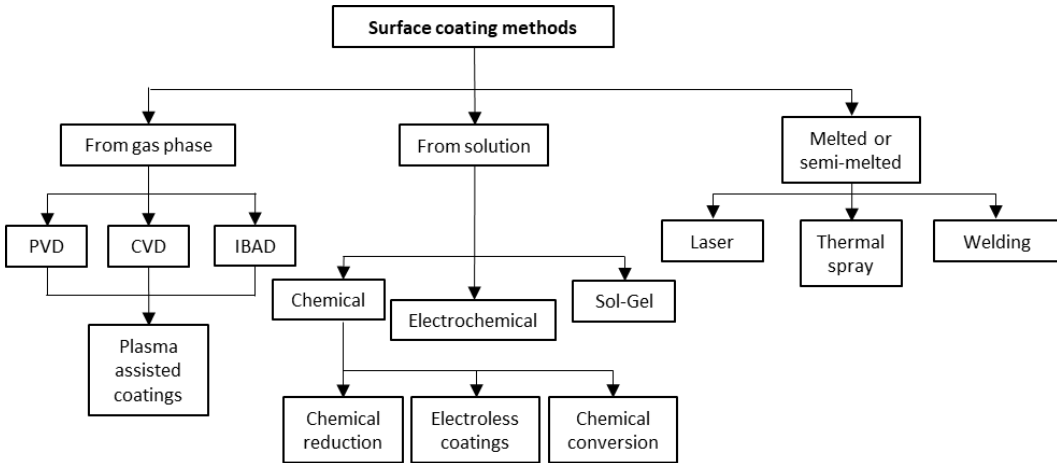 Surface coating methods
From gas phase
From solution
Melted or
semi-melted
PVD
CVD
IBAD
Laser
Thermal
spray
Welding
Chemical
Electrochemical
Sol-Gel
Plasma
assisted
coatings
Chemical
reduction
Electroless
coatings
Chemical
conversion